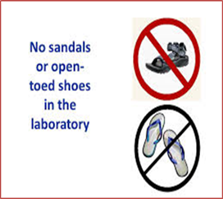 No sandals
or open-
toed shoes
in the
laboratory